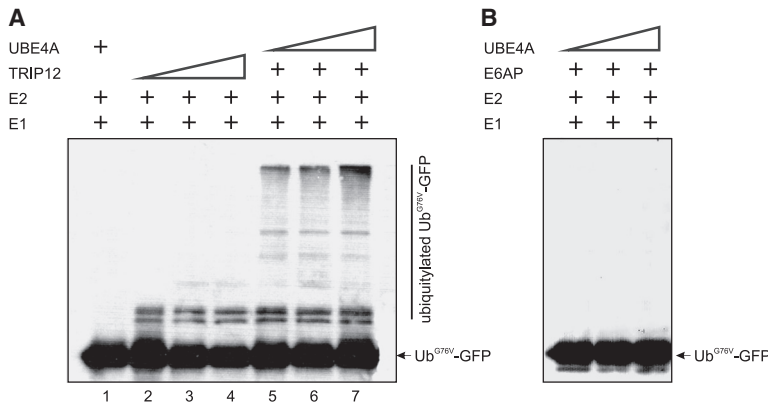 A
UBE4A +
TRIP12 + + +
E2 + + + + + +
E1 + + + + + + +
ubiquitylated Ub^G76V-GFP
Ub^G76V-GFP
1 2 3 4 5 6 7
B
UBE4A
E6AP + + +
E2 + + +
E1 + + +
Ub^G76V-GFP